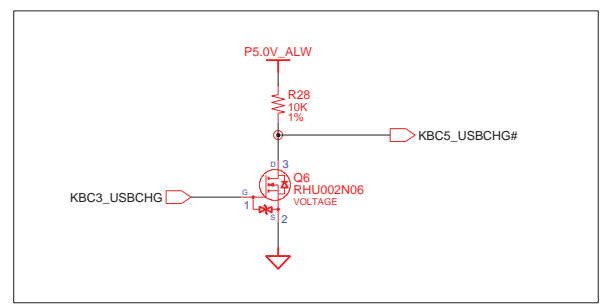 P5.0V_ALW
R28
10K
1%
KBC5_USBCHG#
D 3
Q6
RHU002N06
VOLTAGE
KBC3_USBCHG
G
1
S 2